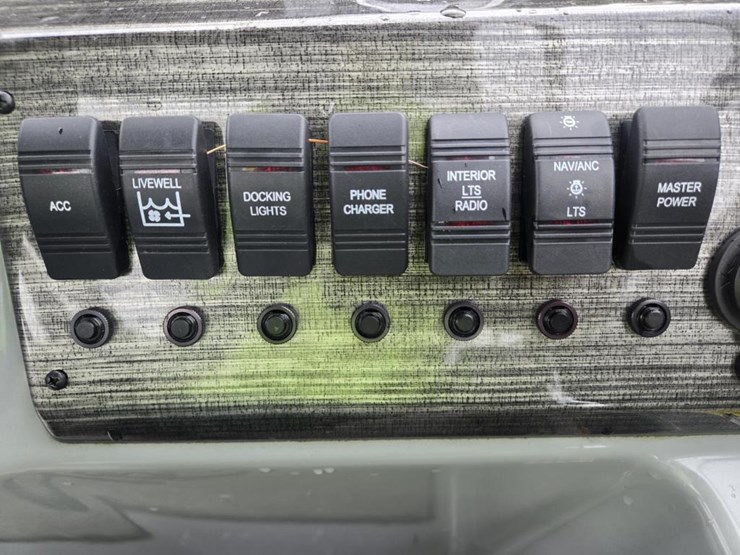 ACC
LIVEWELL
DOCKING
LIGHTS
PHONE
CHARGER
INTERIOR
LTS
RADIO
NAV/ANC
LTS
MASTER
POWER